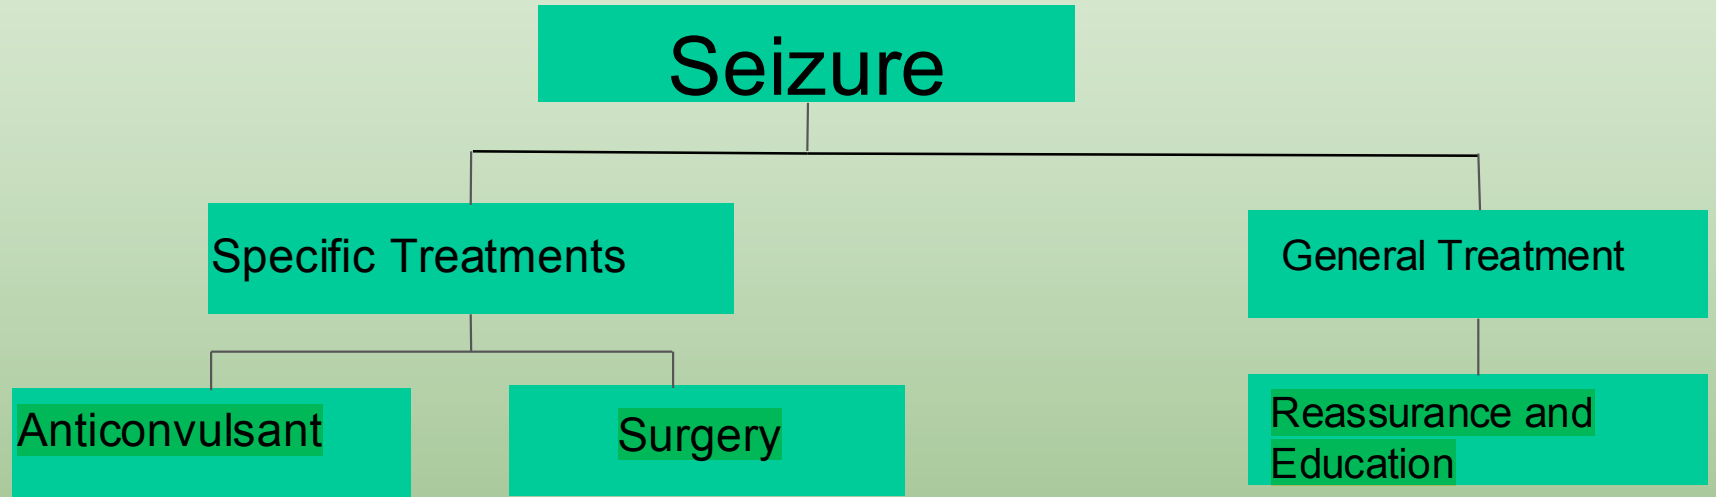 Seizure
Specific Treatments
General Treatment
Anticonvulsant
Surgery
Reassurance and
Education